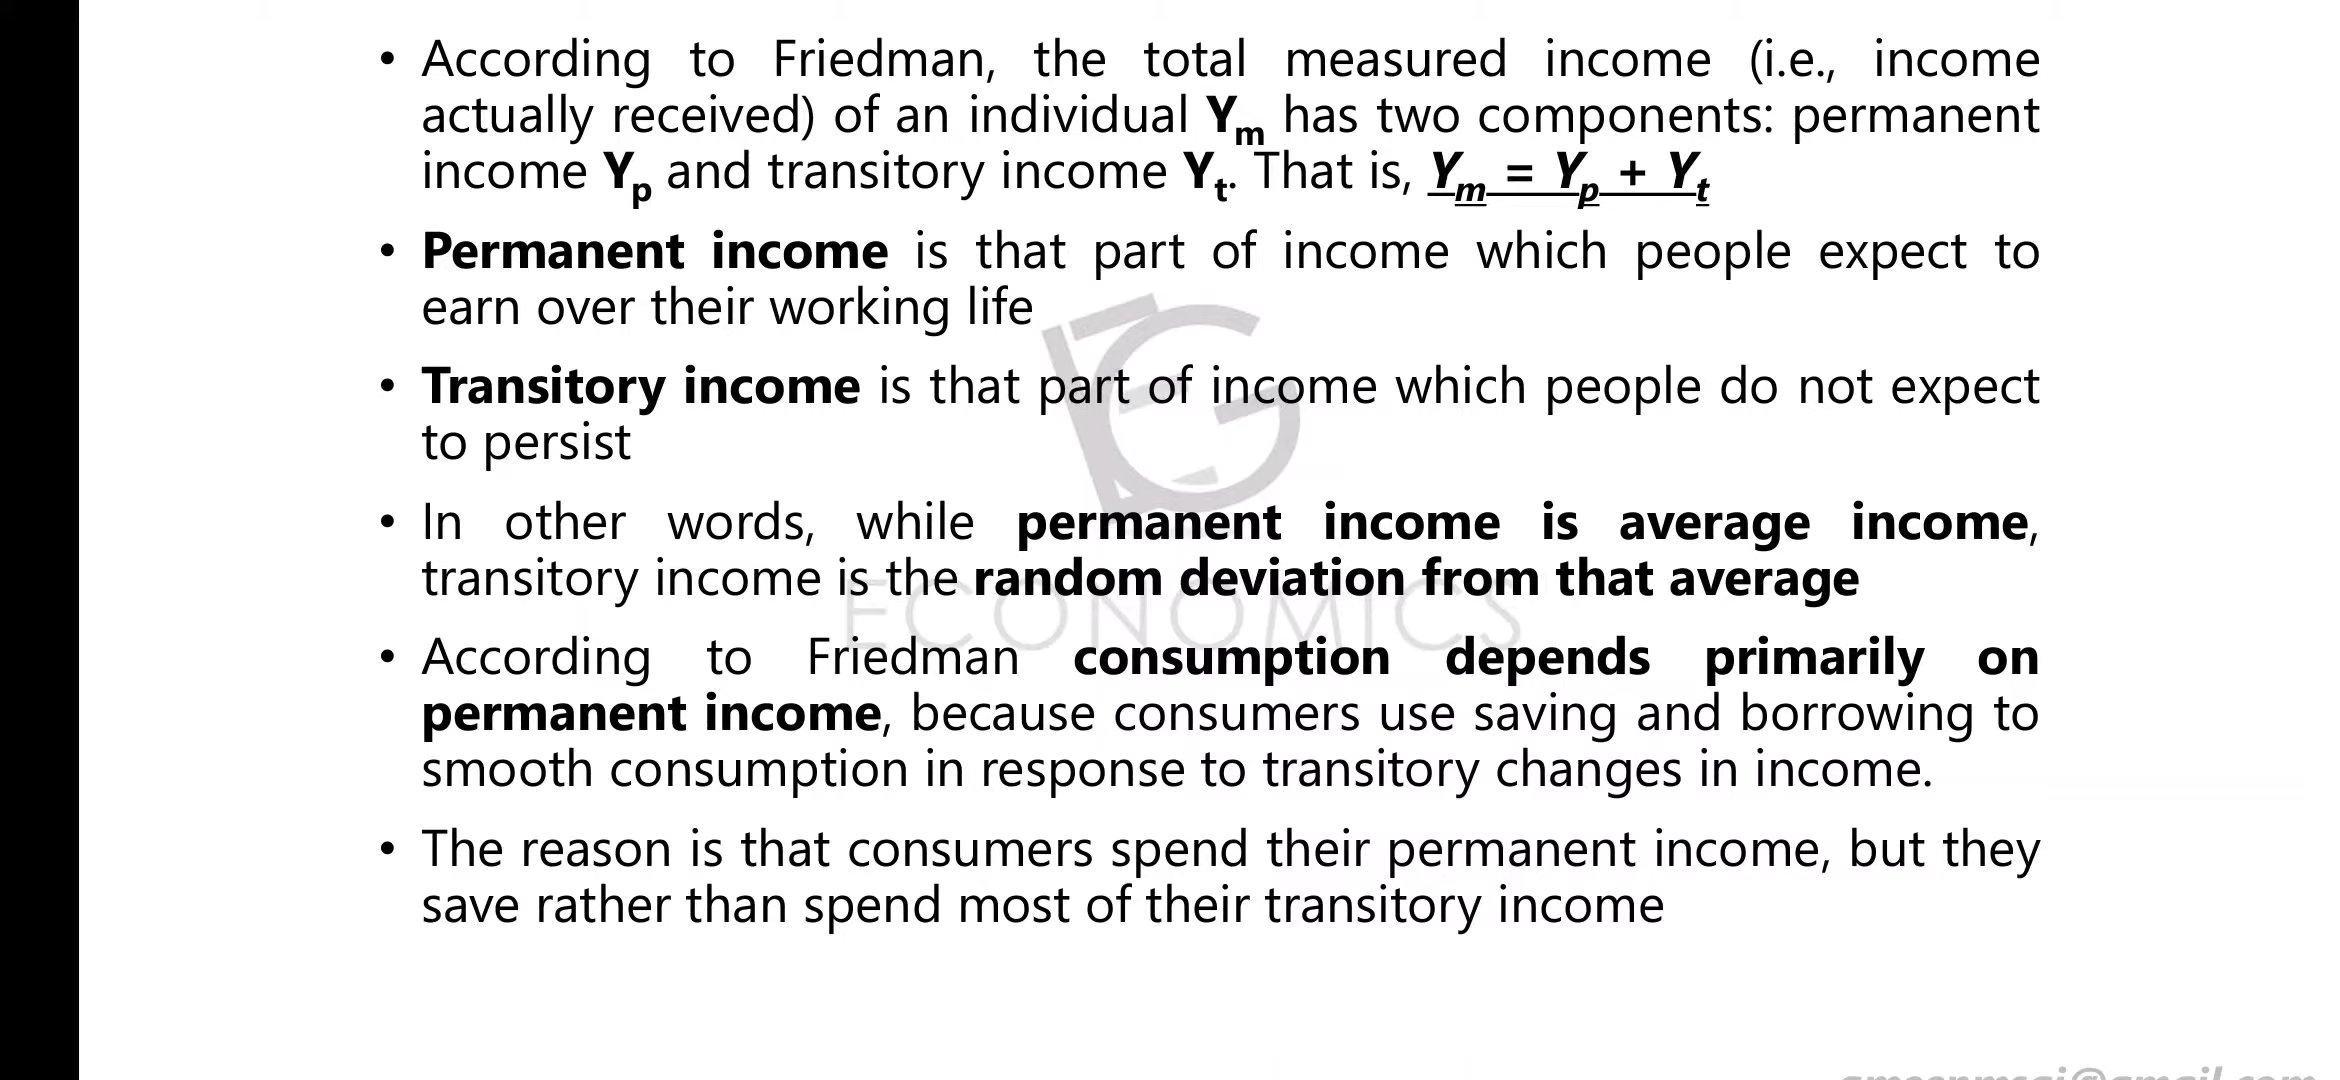 • According to Friedman, the total measured income (i.e., income
actually received) of an individual Ym has two components: permanent
income Yp and transitory income Yt. That is, Ym = Yp + Yt
• Permanent income is that part of income which people expect to
earn over their working life
• Transitory income is that part of income which people do not expect
to persist
• In other words, while permanent income is average income,
transitory income is the random deviation from that average
ECONOMICS
• According to Friedman consumption depends primarily on
permanent income, because consumers use saving and borrowing to
smooth consumption in response to transitory changes in income.
• The reason is that consumers spend their permanent income, but they
save rather than spend most of their transitory income